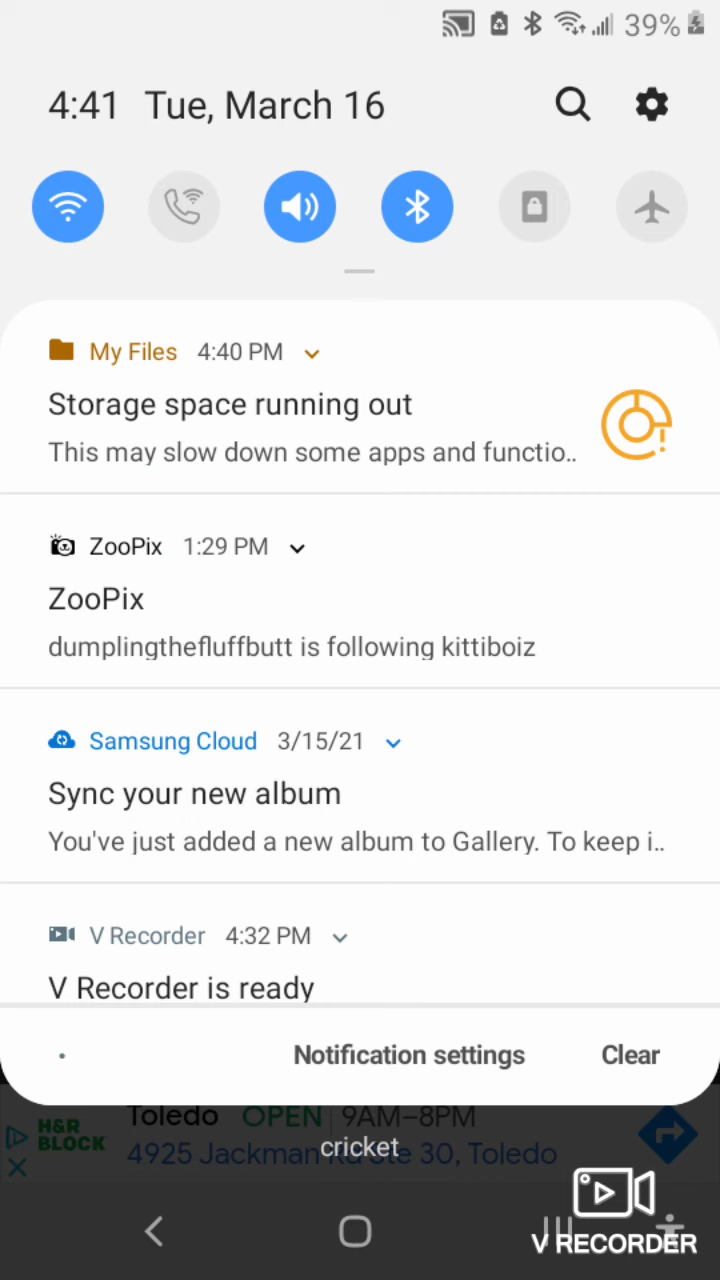 39%
4:41 Tue, March 16
My Files 4:40 PM
Storage space running out
This may slow down some apps and functio..
ZooPix 1:29 PM
ZooPix
dumplingthefluffbutt is following kittiboiz
Samsung Cloud 3/15/21
Sync your new album
You've just added a new album to Gallery. To keep i..
V Recorder 4:32 PM
V Recorder is ready
Notification settings Clear
H&R BLOCK
Toledo OPEN 9AM–8PM
4925 Jackman Rd Ste 30, Toledo
cricket
V RECORDER